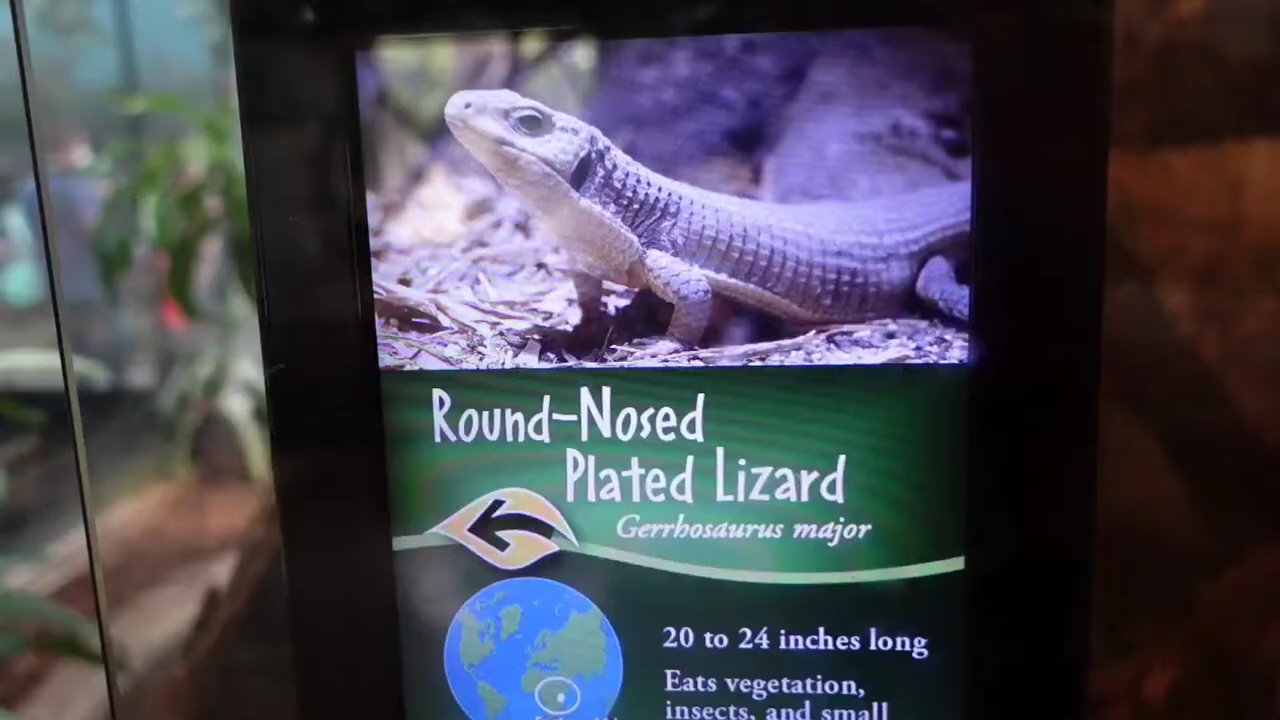 Round-Nosed
Plated Lizard
Gerrhosaurus major
20 to 24 inches long
Eats vegetation,
insects, and small